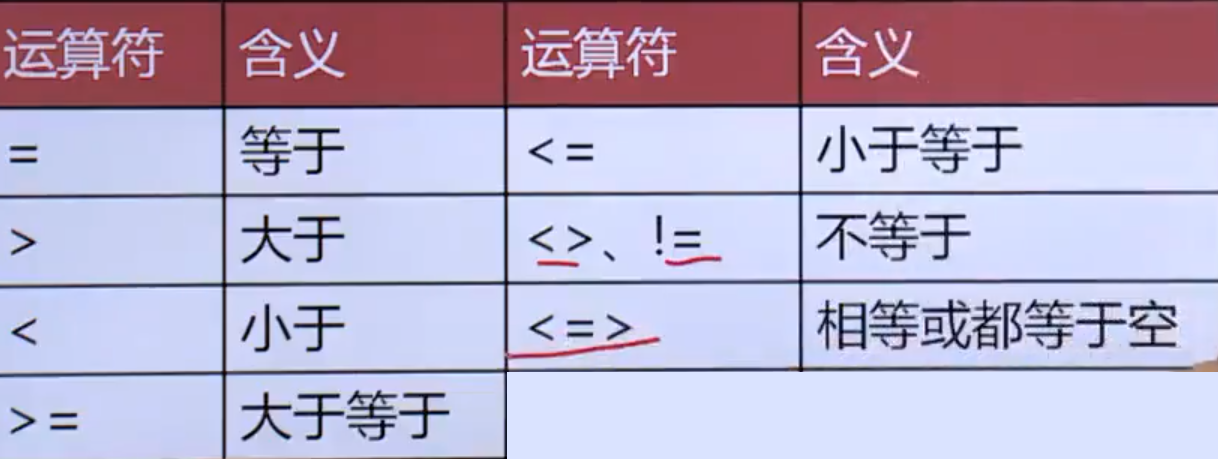 运算符 含义 运算符 含义
= 等于 <= 小于等于
> 大于 <>、!= 不等于
< 小于 <=> 相等或都等于空
>= 大于等于